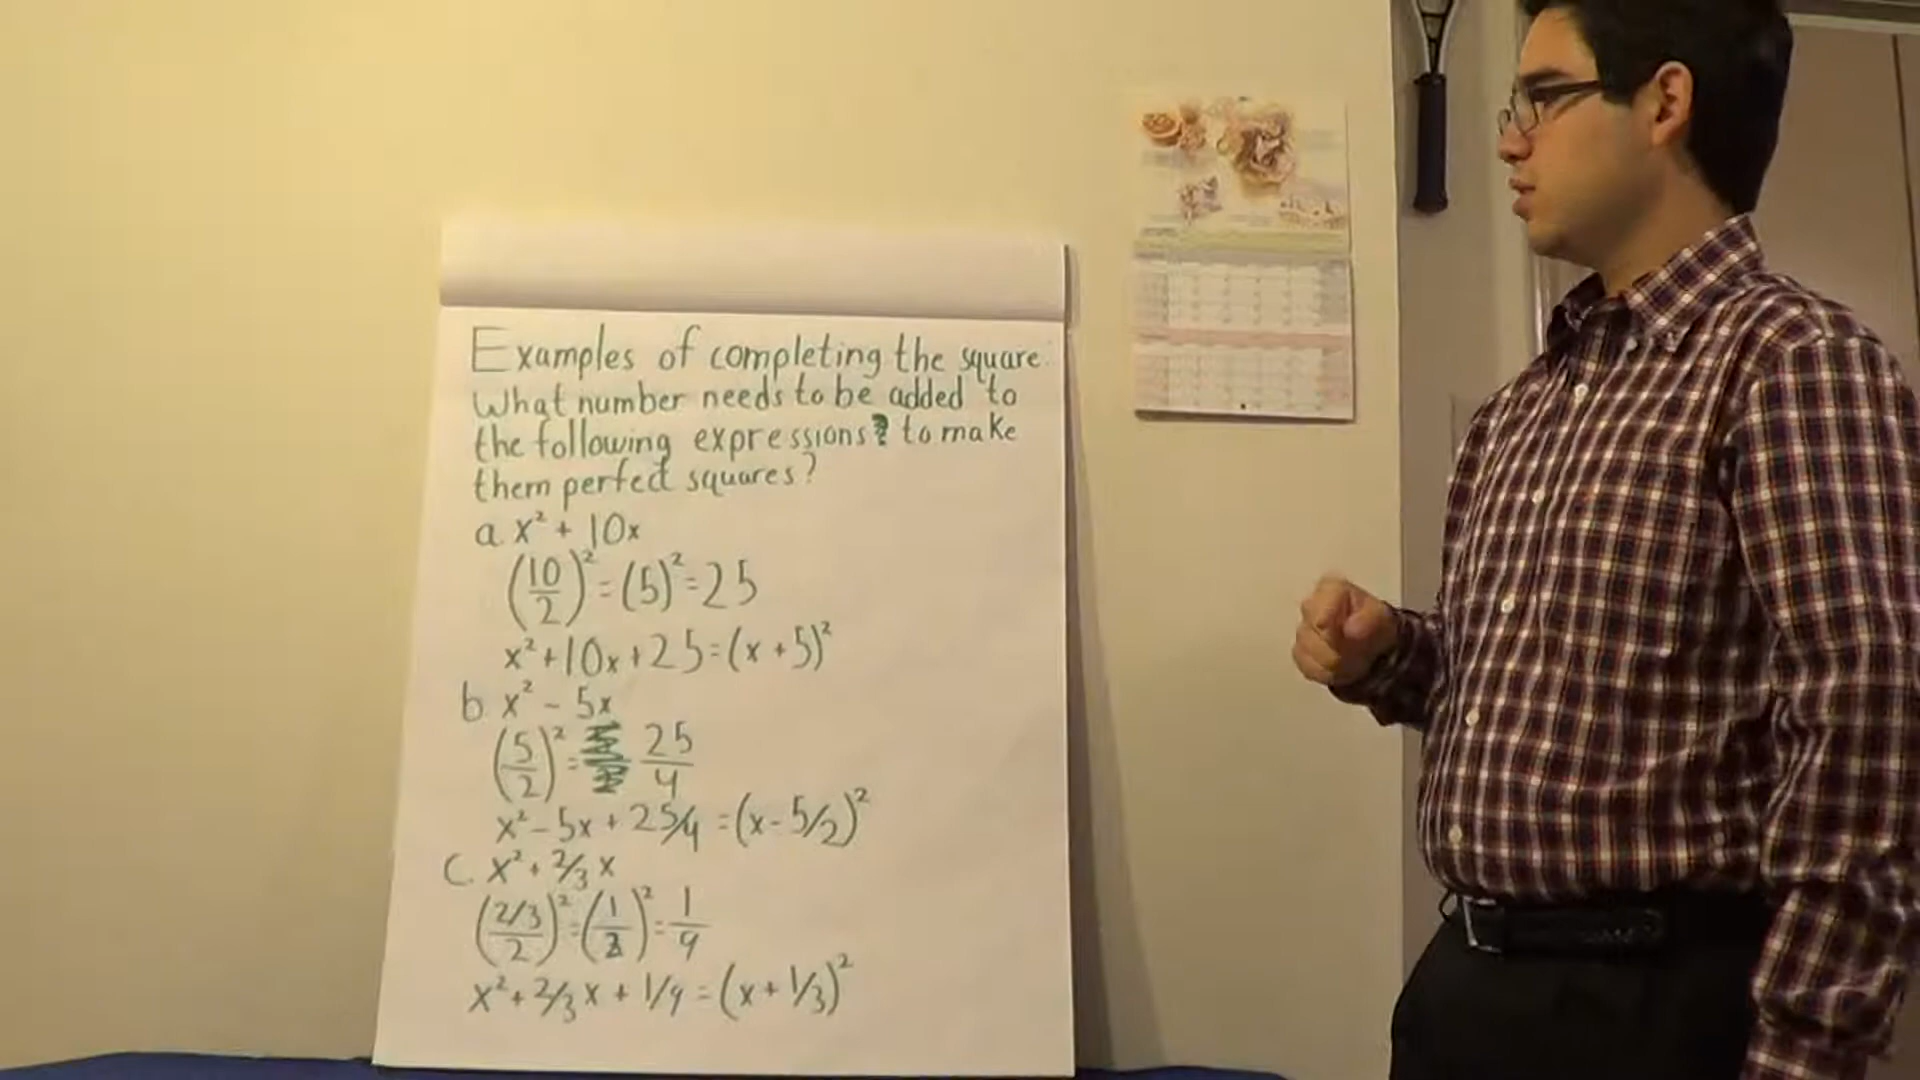 Examples of completing the square.
What number needs to be added to
the following expressions to make
them perfect squares?
a. x² + 10x
(10/2)² = (5)² = 25
x² + 10x + 25 = (x + 5)²
b x² - 5x
(5/2)² = 25/4
x² - 5x + 25/4 = (x - 5/2)²
C. x² + 2/3 x
((2/3)/2)² = (1/3)² = 1/9
x² + 2/3 x + 1/9 = (x + 1/3)²